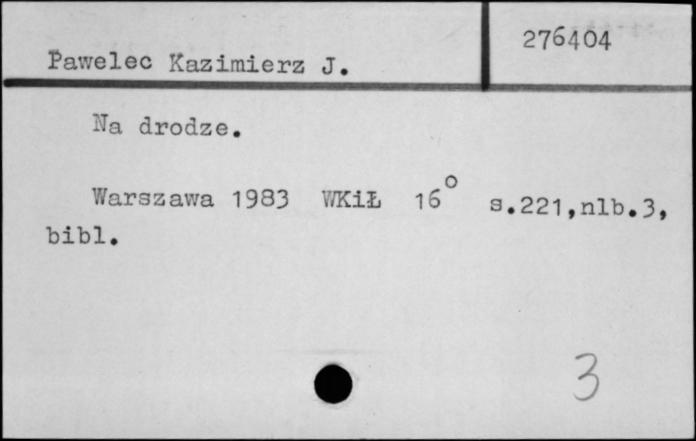 276404
Pawelec Kazimierz J.
Na drodze.
Warszawa 1983 WKiŁ 16° s.221,nlb.3,
bibl.
3